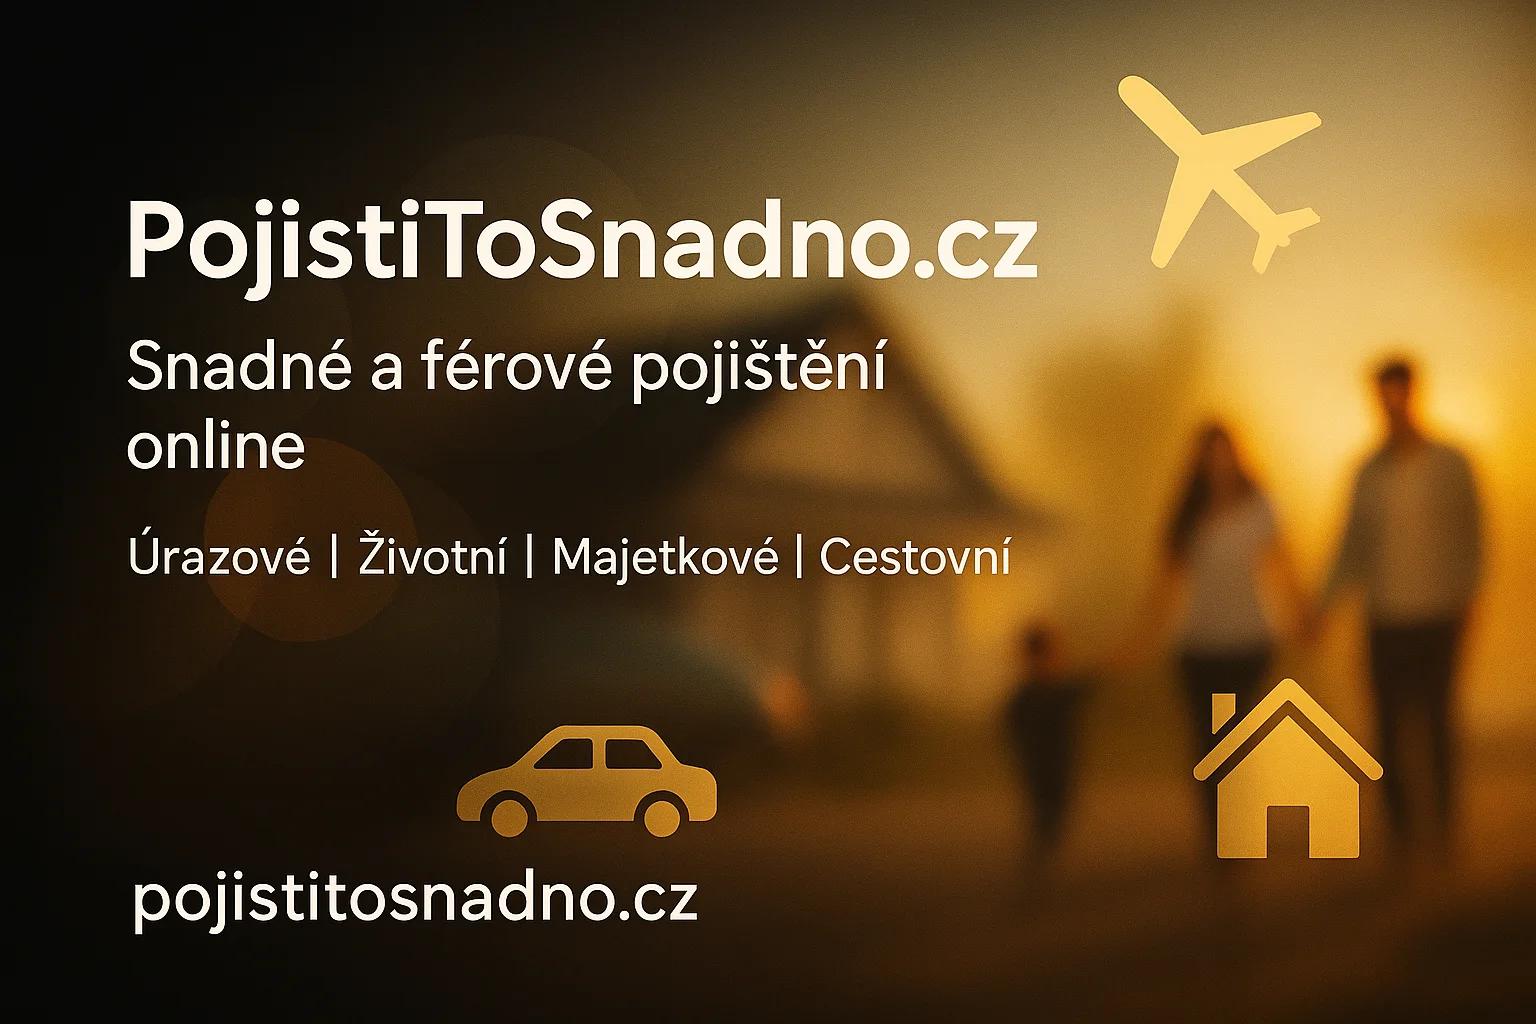 PojistiToSnadno.cz
Snadné a férové pojištění
online
Úrazové | Životní | Majetkové | Cestovní
pojistitosnadno.cz